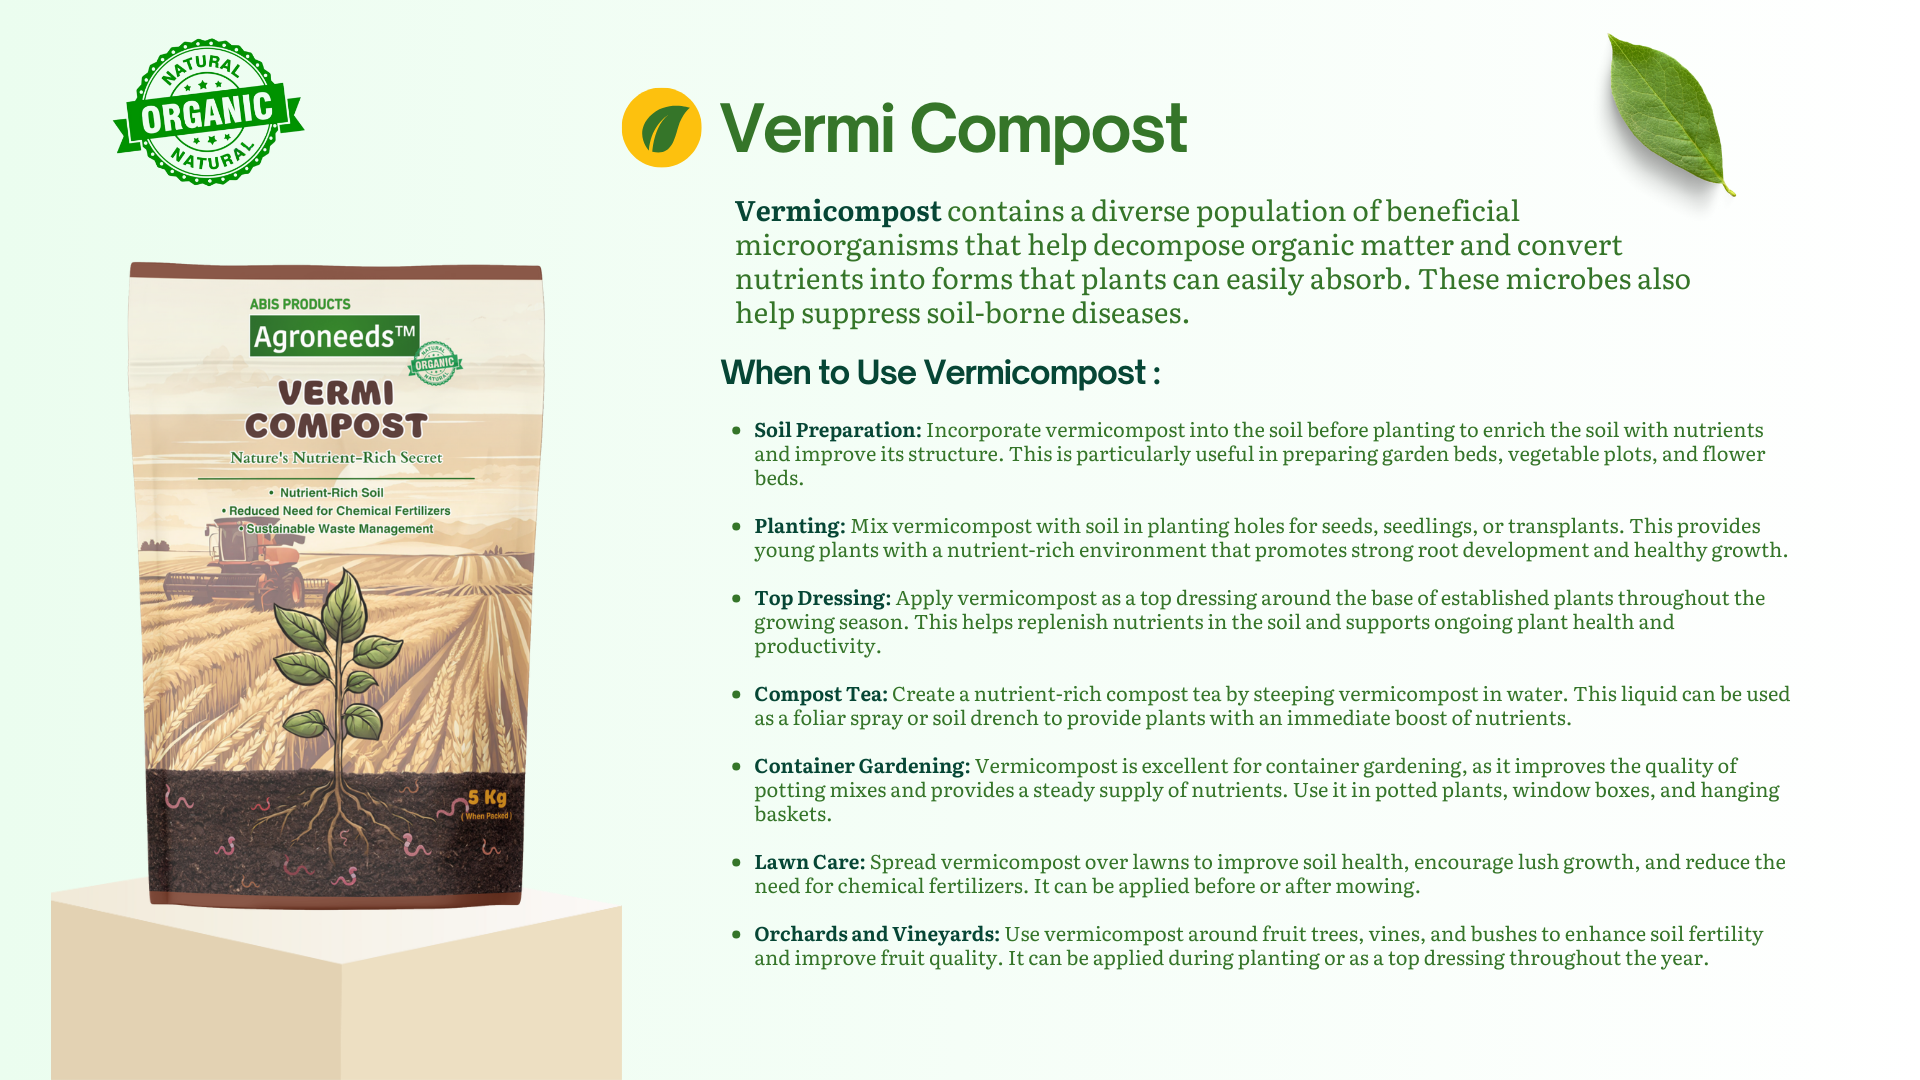 NATURAL
ORGANIC
NATURAL
Vermi Compost
Vermicompost contains a diverse population of beneficial
microorganisms that help decompose organic matter and convert
nutrients into forms that plants can easily absorb. These microbes also
help suppress soil-borne diseases.
ABIS PRODUCTS
Agroneeds™
NATURAL
ORGANIC
NATURAL
VERMI
COMPOST
Nature's Nutrient-Rich Secret
• Nutrient-Rich Soil
• Reduced Need for Chemical Fertilizers
• Sustainable Waste Management
5 Kg
( When Packed )
When to Use Vermicompost :
• Soil Preparation: Incorporate vermicompost into the soil before planting to enrich the soil with nutrients
and improve its structure. This is particularly useful in preparing garden beds, vegetable plots, and flower
beds.
• Planting: Mix vermicompost with soil in planting holes for seeds, seedlings, or transplants. This provides
young plants with a nutrient-rich environment that promotes strong root development and healthy growth.
• Top Dressing: Apply vermicompost as a top dressing around the base of established plants throughout the
growing season. This helps replenish nutrients in the soil and supports ongoing plant health and
productivity.
• Compost Tea: Create a nutrient-rich compost tea by steeping vermicompost in water. This liquid can be used
as a foliar spray or soil drench to provide plants with an immediate boost of nutrients.
• Container Gardening: Vermicompost is excellent for container gardening, as it improves the quality of
potting mixes and provides a steady supply of nutrients. Use it in potted plants, window boxes, and hanging
baskets.
• Lawn Care: Spread vermicompost over lawns to improve soil health, encourage lush growth, and reduce the
need for chemical fertilizers. It can be applied before or after mowing.
• Orchards and Vineyards: Use vermicompost around fruit trees, vines, and bushes to enhance soil fertility
and improve fruit quality. It can be applied during planting or as a top dressing throughout the year.